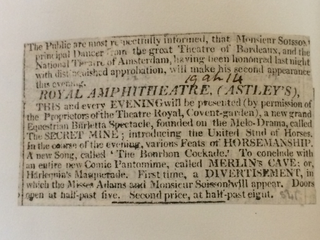 The Public are most respectfully informed, that Monsieur Soissons
principal Dancer from the great Theatre of Bordeaux, and the
National Theatre of Amsterdam, having been honoured last night
with distinguished approbation, will make his second appearance
this evening.
19 ap/4
ROYAL AMPHITHEATRE, (ASTLEY'S),
THIS and every EVENING will be presented (by permission of
the Proprietors of the Theatre Royal, Covent-garden), a new grand
Equestrian Burletta Spectacle, founded on the Melo-Drama, called
The SECRET MINE; introducing the United Stud of Horses,
in the course of the evening, various Feats of HORSEMANSHIP.
A new Song, called 'The Bourbon Cockade.' To conclude with
an entire new Comic Pantomime, called MERLIN's CAVE; or,
Harlequin's Masquerade. First time, a DIVERTISEMENT, in
which the Misses Adams and Monsieur Soisson will appear. Doors
open at half-past five. Second price, at half-past eight.